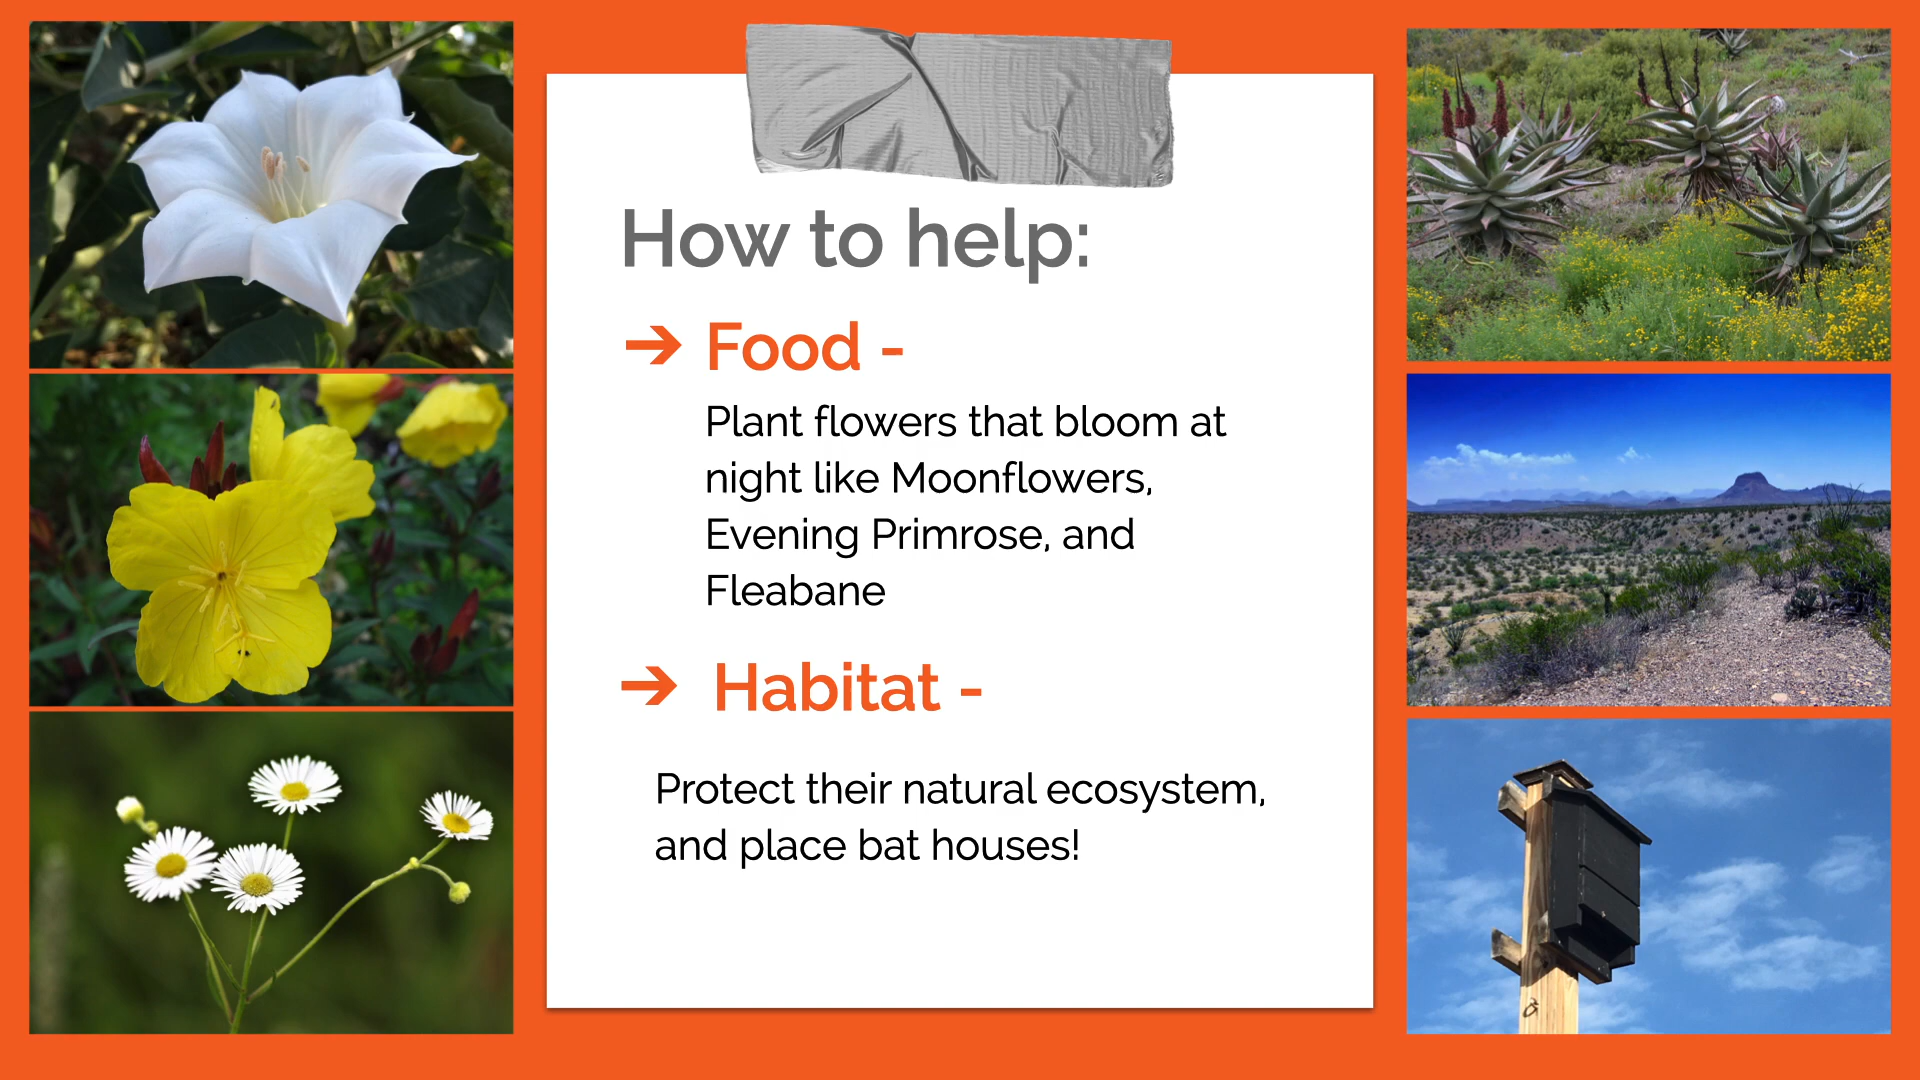 How to help:
➔ Food -
Plant flowers that bloom at
night like Moonflowers,
Evening Primrose, and
Fleabane
➔ Habitat -
Protect their natural ecosystem,
and place bat houses!